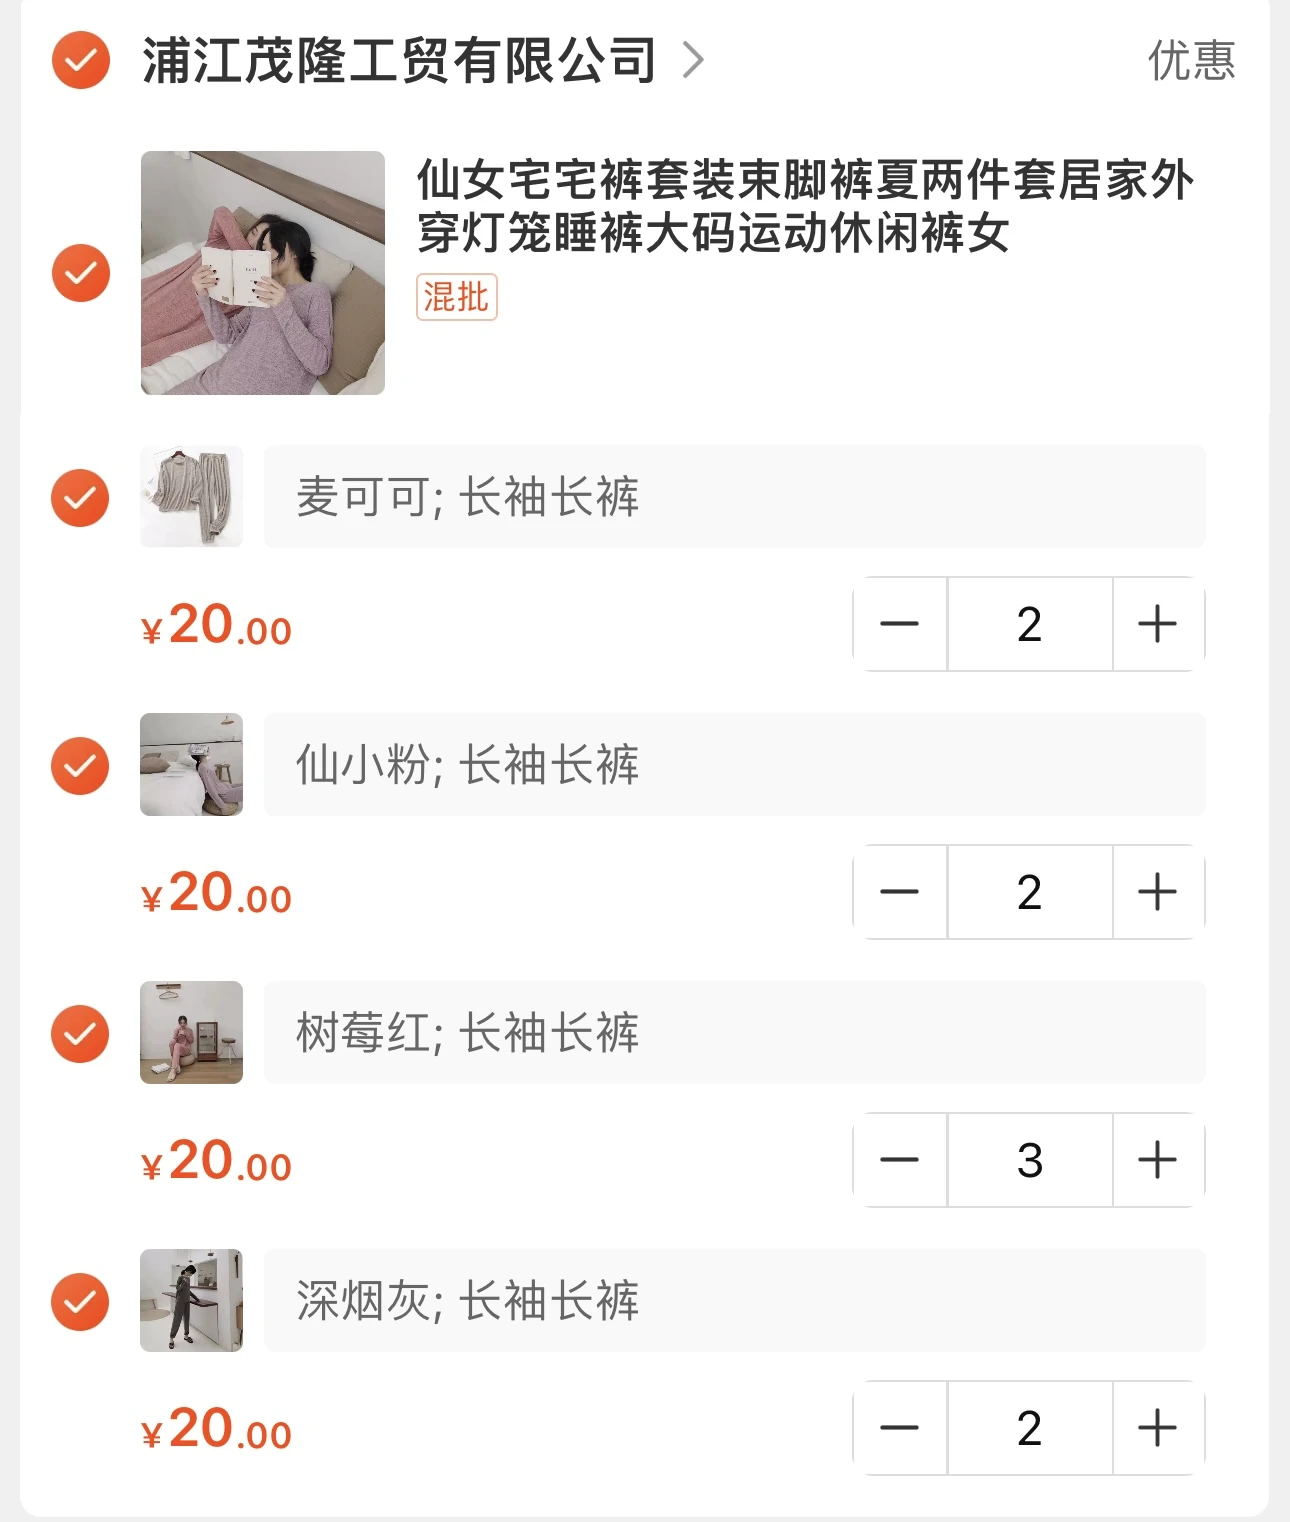 浦江茂隆工贸有限公司
优惠
仙女宅宅裤套装束脚裤夏两件套居家外
穿灯笼睡裤大码运动休闲裤女
混批
麦可可; 长袖长裤
¥20.00
2
仙小粉; 长袖长裤
¥20.00
2
树莓红; 长袖长裤
¥20.00
3
深烟灰; 长袖长裤
¥20.00
2